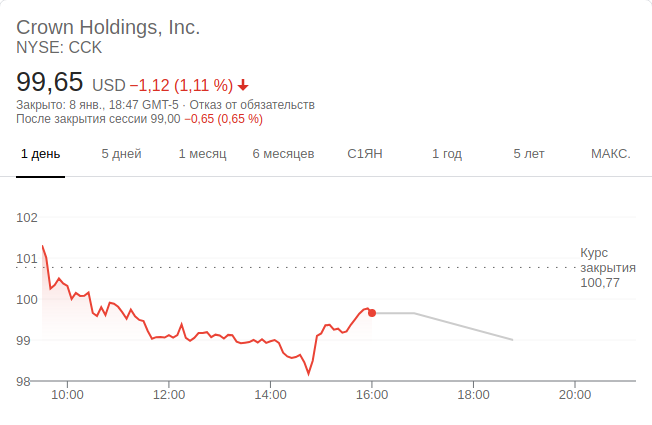 Crown Holdings, Inc.
NYSE: CCK
99,65 USD −1,12 (1,11 %)
Закрыто: 8 янв., 18:47 GMT-5 · Отказ от обязательств
После закрытия сессии 99,00 −0,65 (0,65 %)
1 день 5 дней 1 месяц 6 месяцев С1ЯН 1 год 5 лет МАКС.
102
101
100
99
98
Курс
закрытия
100,77
10:00 12:00 14:00 16:00 18:00 20:00